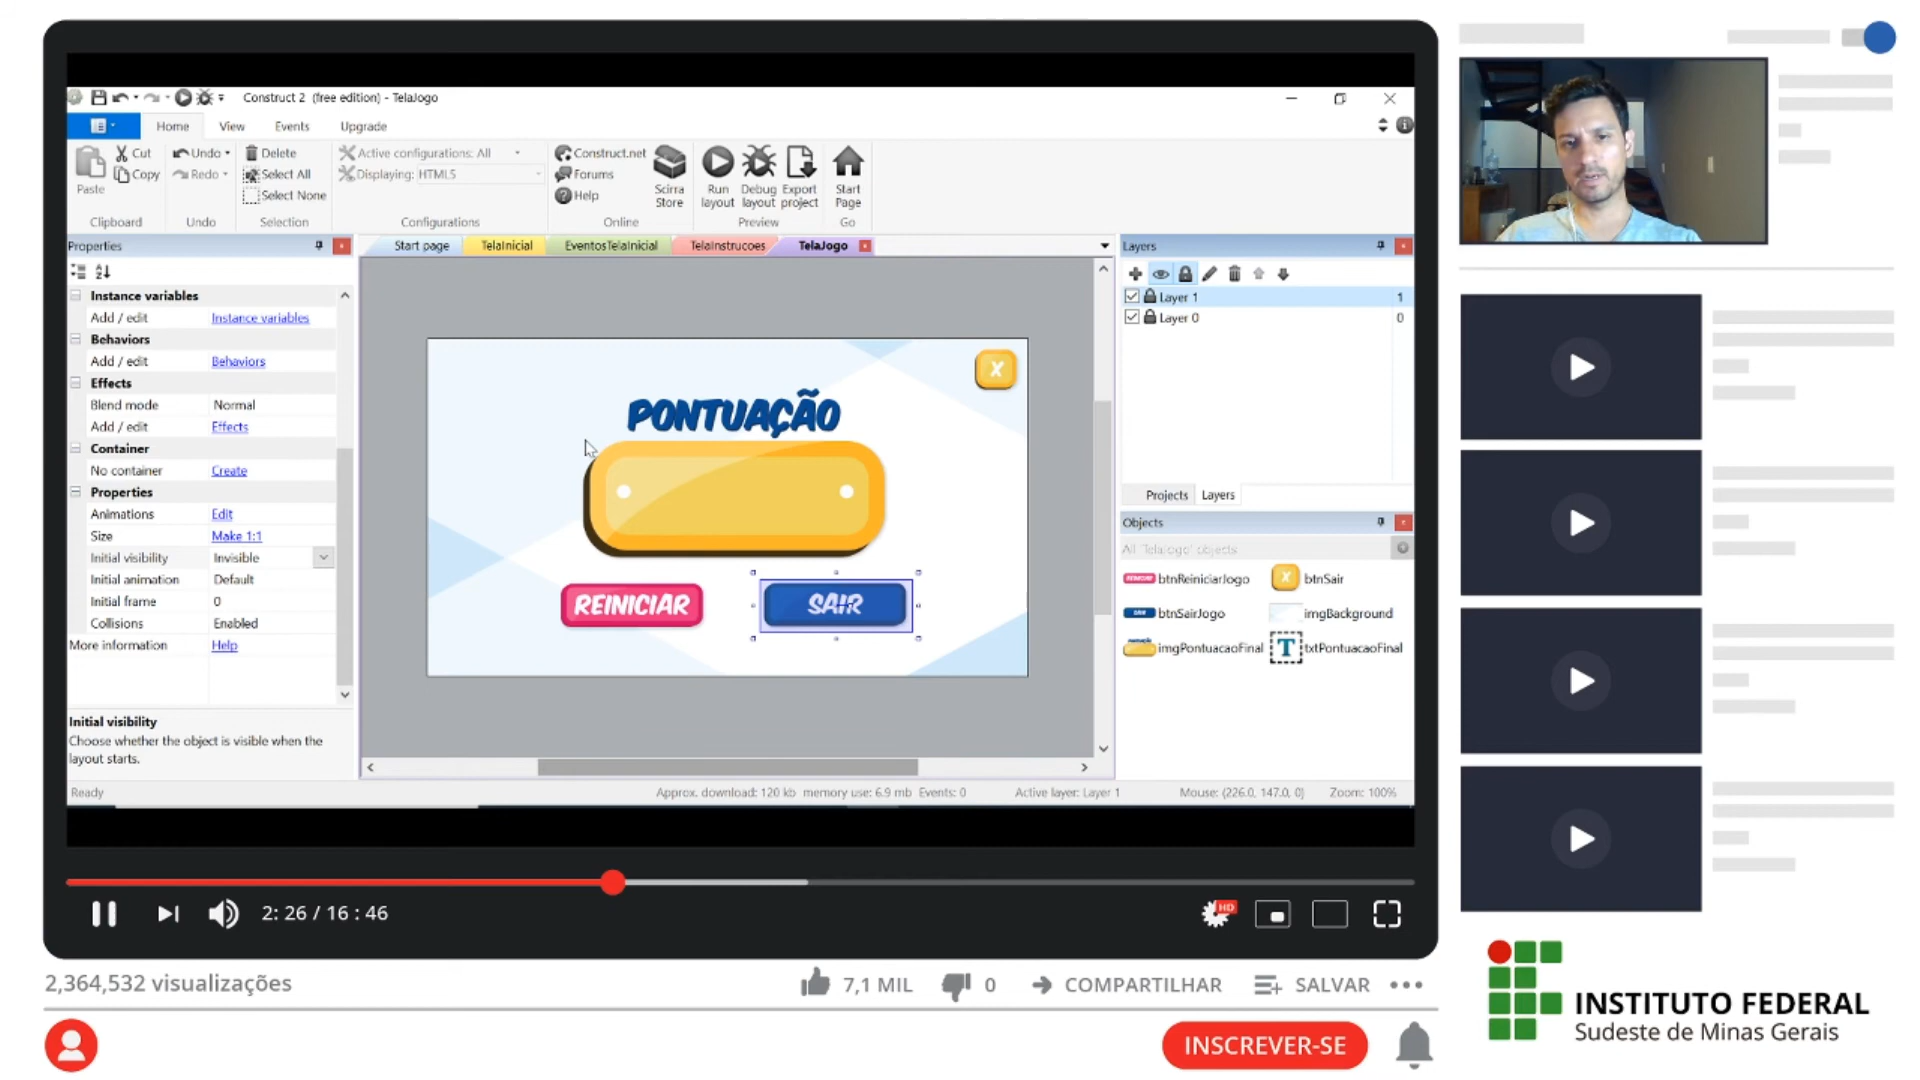 Construct 2 (free edition) - TelaJogo
Home View Events Upgrade
Paste
Cut
Copy
Clipboard
Undo
Redo
Undo
Delete
Select All
Select None
Selection
Active configurations: All
Displaying: HTML5
Configurations
Construct.net
Forums
Help
Scirra Store
Online
Run layout
Debug layout
Export project
Preview
Start Page
Go
Properties
Start page TelaInicial EventosTelaInicial TelaInstrucoes TelaJogo
Layers
Instance variables
Add / edit Instance variables
Behaviors
Add / edit Behaviors
Effects
Blend mode Normal
Add / edit Effects
Container
No container Create
Properties
Animations Edit
Size Make 1:1
Initial visibility Invisible
Initial animation Default
Initial frame 0
Collisions Enabled
More information Help
Initial visibility
Choose whether the object is visible when the
layout starts.
X
PONTUAÇÃO
REINICIAR SAIR
Layer 1 1
Layer 0 0
Projects Layers
Objects
All 'TelaJogo' objects
btnReiniciarJogo X btnSair
btnSairJogo imgBackground
imgPontuacaoFinal T txtPontuacaoFinal
Ready Approx. download: 120 kb memory use: 6.9 mb Events: 0 Active layer: Layer 1 Mouse: (226.0, 147.0, 0) Zoom: 100%
2: 26 / 16 : 46 HD
2,364,532 visualizações 7,1 MIL 0 COMPARTILHAR SALVAR
INSCREVER-SE
INSTITUTO FEDERAL
Sudeste de Minas Gerais